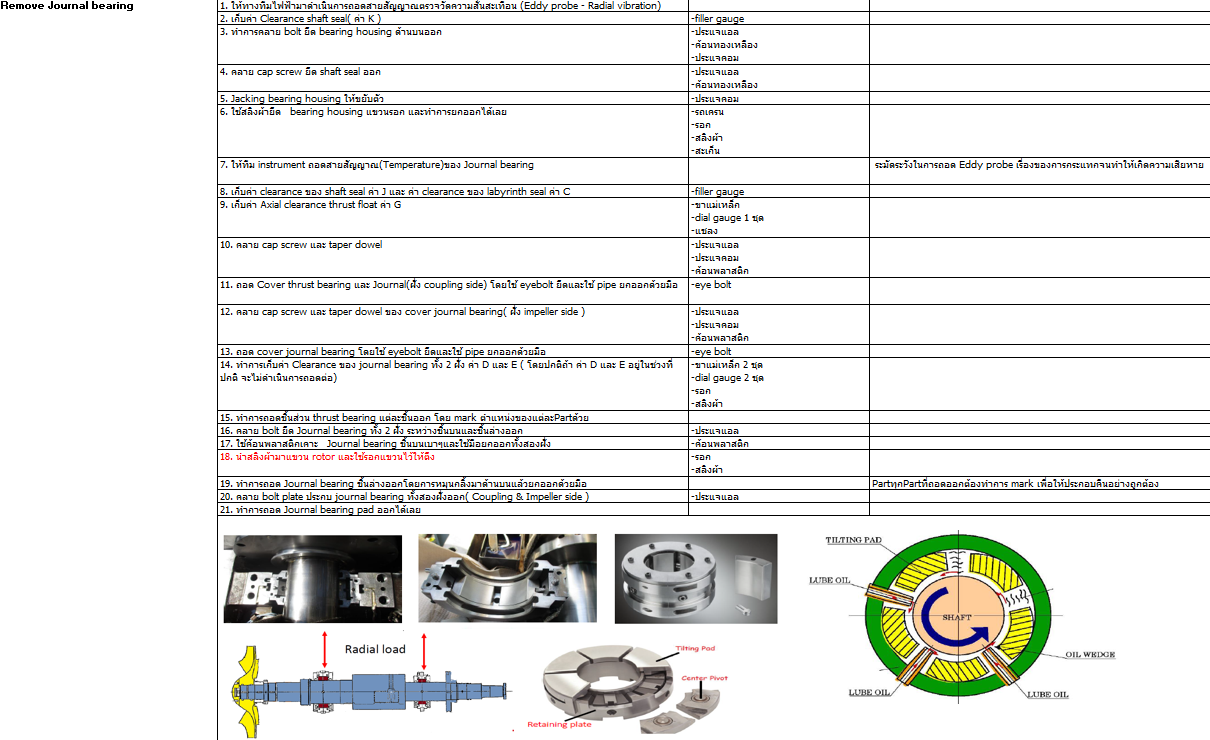 Remove Journal bearing
1. ให้ทางทีมไฟฟ้ามาดำเนินการถอดสายสัญญาณตรวจวัดความสั่นสะเทือน (Eddy probe - Radial vibration)
2. เก็บค่า Clearance shaft seal( ค่า K )
-filler gauge
3. ทำการคลาย bolt ยึด bearing housing ด้านบนออก
-ประแจแอล
-ค้อนทองเหลือง
-ประแจคอม
4. คลาย cap screw ยึด shaft seal ออก
-ประแจแอล
-ค้อนทองเหลือง
5. Jacking bearing housing ให้ขยับตัว
-ประแจคอม
6. ใช้สลิงผ้ายึด bearing housing แขวนรอก และทำการยกออกได้เลย
-รถเครน
-รอก
-สลิงผ้า
-สะเก็น
7. ให้ทีม instrument ถอดสายสัญญาณ(Temperature)ของ Journal bearing
ระมัดระวังในการถอด Eddy probe เรื่องของการกระแทกจนทำให้เกิดความเสียหาย
8. เก็บค่า clearance ของ shaft seal ค่า J และ ค่า clearance ของ labyrinth seal ค่า C
-filler gauge
9. เก็บค่า Axial clearance thrust float ค่า G
-ขาแม่เหล็ก
-dial gauge 1 ชุด
-แชลง
10. คลาย cap screw และ taper dowel
-ประแจแอล
-ประแจคอม
-ค้อนพลาสติก
11. ถอด Cover thrust bearing และ Journal(ฝั่ง coupling side) โดยใช้ eyebolt ยึดและใช้ pipe ยกออกด้วยมือ
-eye bolt
12. คลาย cap screw และ taper dowel ของ cover journal bearing( ฝั่ง impeller side )
-ประแจแอล
-ประแจคอม
-ค้อนพลาสติก
13. ถอด cover journal bearing โดยใช้ eyebolt ยึดและใช้ pipe ยกออกด้วยมือ
-eye bolt
14. ทำการเก็บค่า Clearance ของ journal bearing ทั้ง 2 ฝั่ง ค่า D และ E ( โดยปกติถ้า ค่า D และ E อยู่ในช่วงที่
ปกติ จะไม่ดำเนินการถอดต่อ)
-ขาแม่เหล็ก 2 ชุด
-dial gauge 2 ชุด
-รอก
-สลิงผ้า
15. ทำการถอดชิ้นส่วน thrust bearing แต่ละชิ้นออก โดย mark ตำแหน่งของแต่ละPartด้วย
16. คลาย bolt ยึด Journal bearing ทั้ง 2 ฝั่ง ระหว่างชิ้นบนและชิ้นล่างออก
-ประแจแอล
17. ใช้ค้อนพลาสติกเคาะ Journal bearing ชิ้นบนเบาๆและใช้มือยกออกทั้งสองฝั่ง
-ค้อนพลาสติก
18. นำสลิงผ้ามาแขวน rotor และใช้รอกแขวนไว้ให้ตึง
-รอก
-สลิงผ้า
19. ทำการถอด Journal bearing ชิ้นล่างออกโดยการหมุนกลิ้งมาด้านบนแล้วยกออกด้วยมือ
PartทุกPartที่ถอดออกต้องทำการ mark เพื่อให้ประกอบคืนอย่างถูกต้อง
20. คลาย bolt plate ประกบ journal bearing ทั้งสองฝั่งออก( Coupling & Impeller side )
-ประแจแอล
21. ทำการถอด Journal bearing pad ออกได้เลย
TILTING PAD
LUBE OIL
SHAFT
OIL WEDGE
LUBE OIL
LUBE OIL
Radial load
Tilting Pad
Center Pivot
Retaining plate